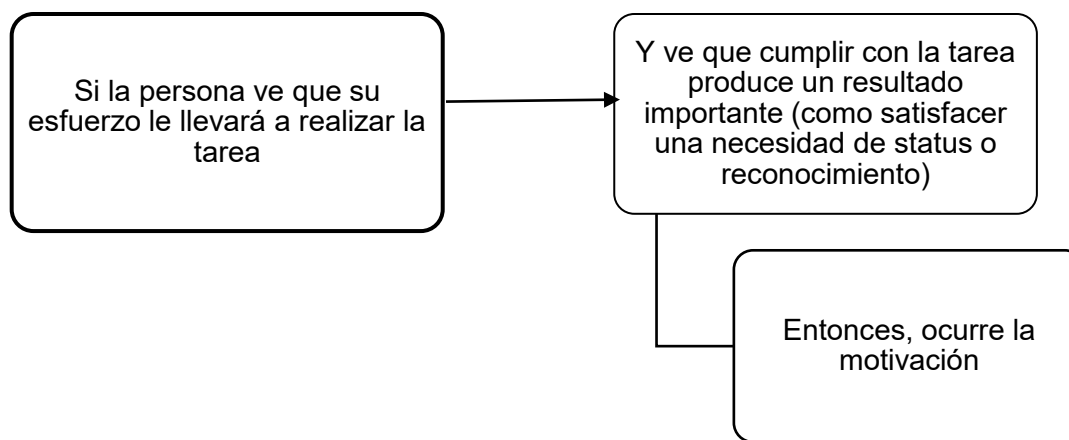 Si la persona ve que su
esfuerzo le llevará a realizar la
tarea
Y ve que cumplir con la tarea
produce un resultado
importante (como satisfacer
una necesidad de status o
reconocimiento)
Entonces, ocurre la
motivación